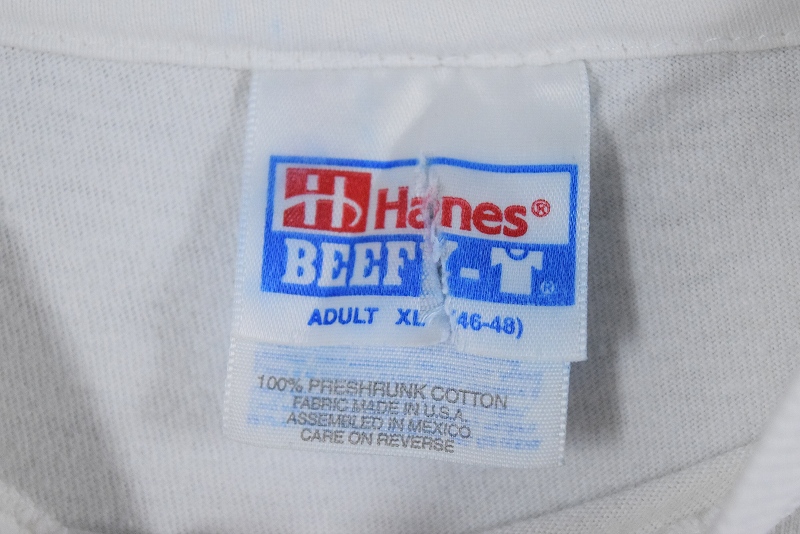 H Hanes®
BEEFY-T®
ADULT XL (46-48)
100% PRESHRUNK COTTON
FABRIC MADE IN U.S.A.
ASSEMBLED IN MEXICO
CARE ON REVERSE